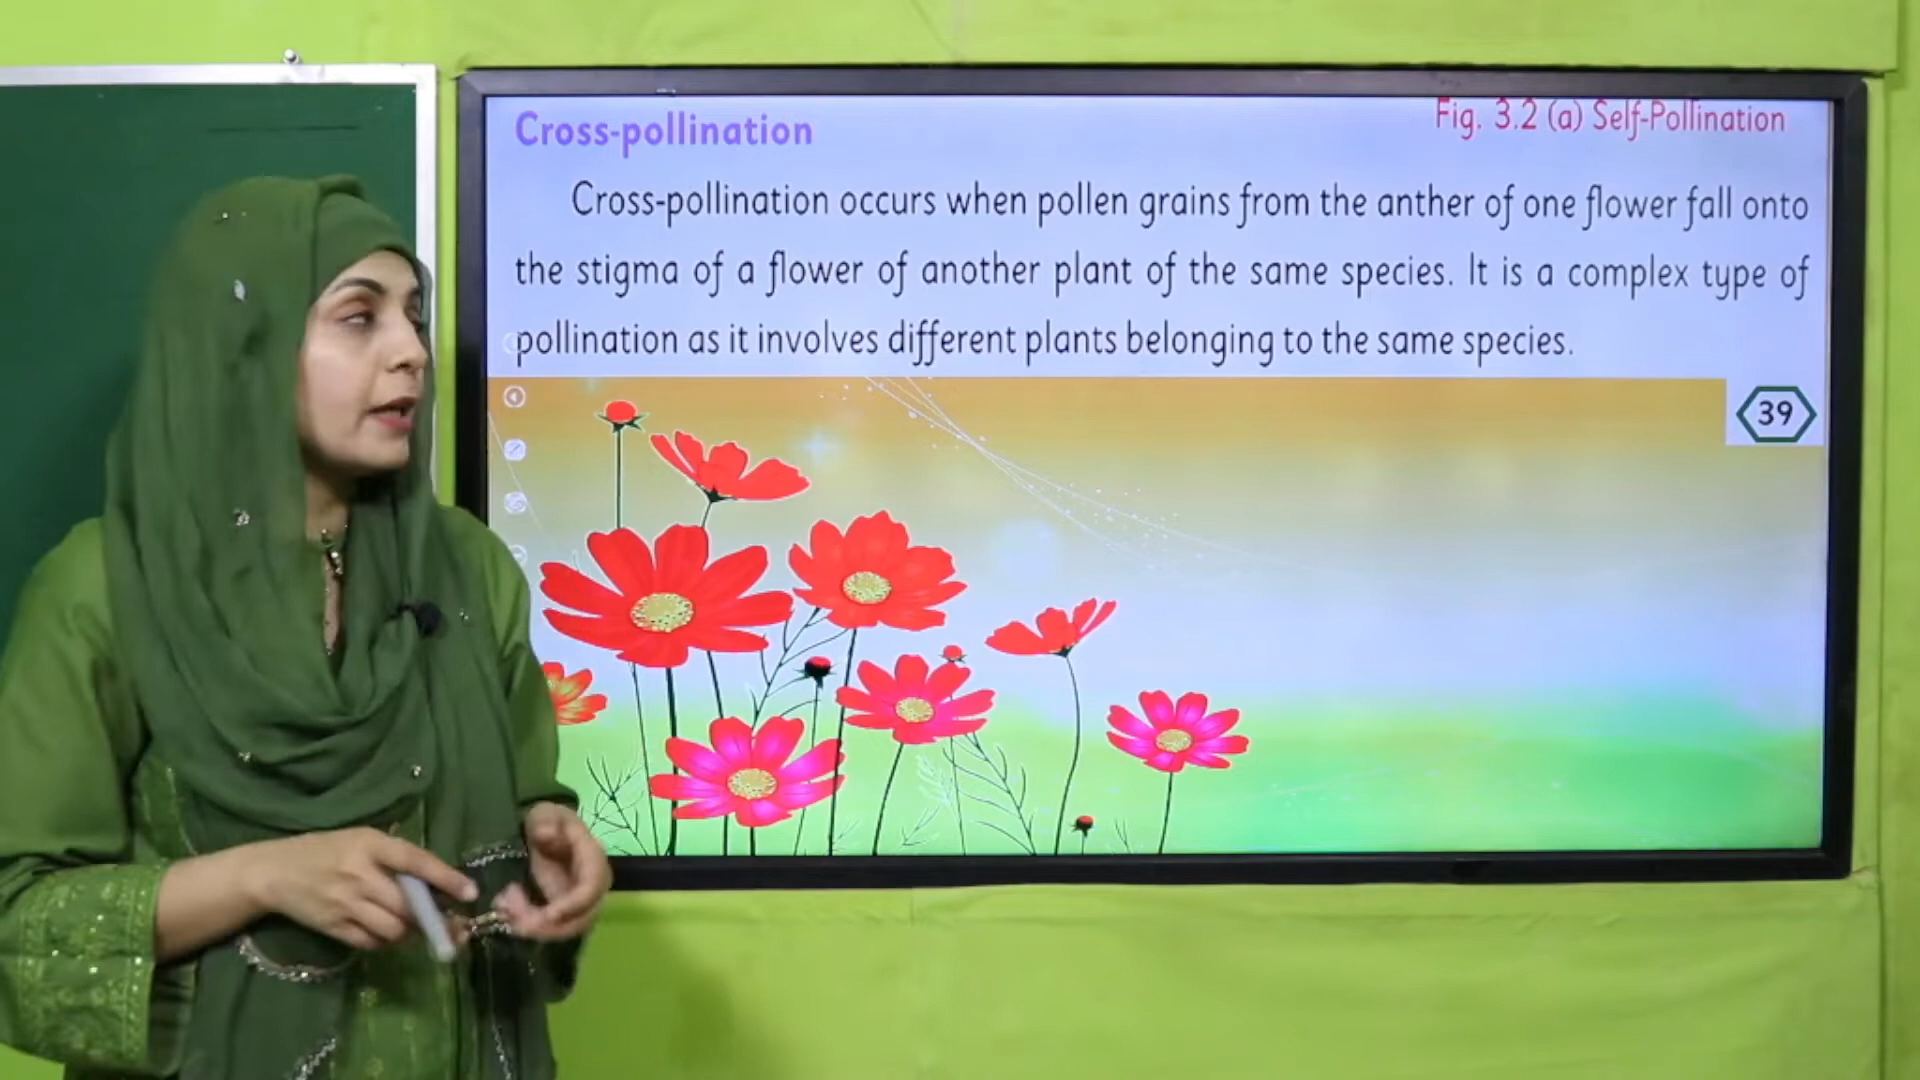 Fig. 3.2 (a) Self-Pollination
Cross-pollination
Cross-pollination occurs when pollen grains from the anther of one flower fall onto
the stigma of a flower of another plant of the same species. It is a complex type of
pollination as it involves different plants belonging to the same species.
39